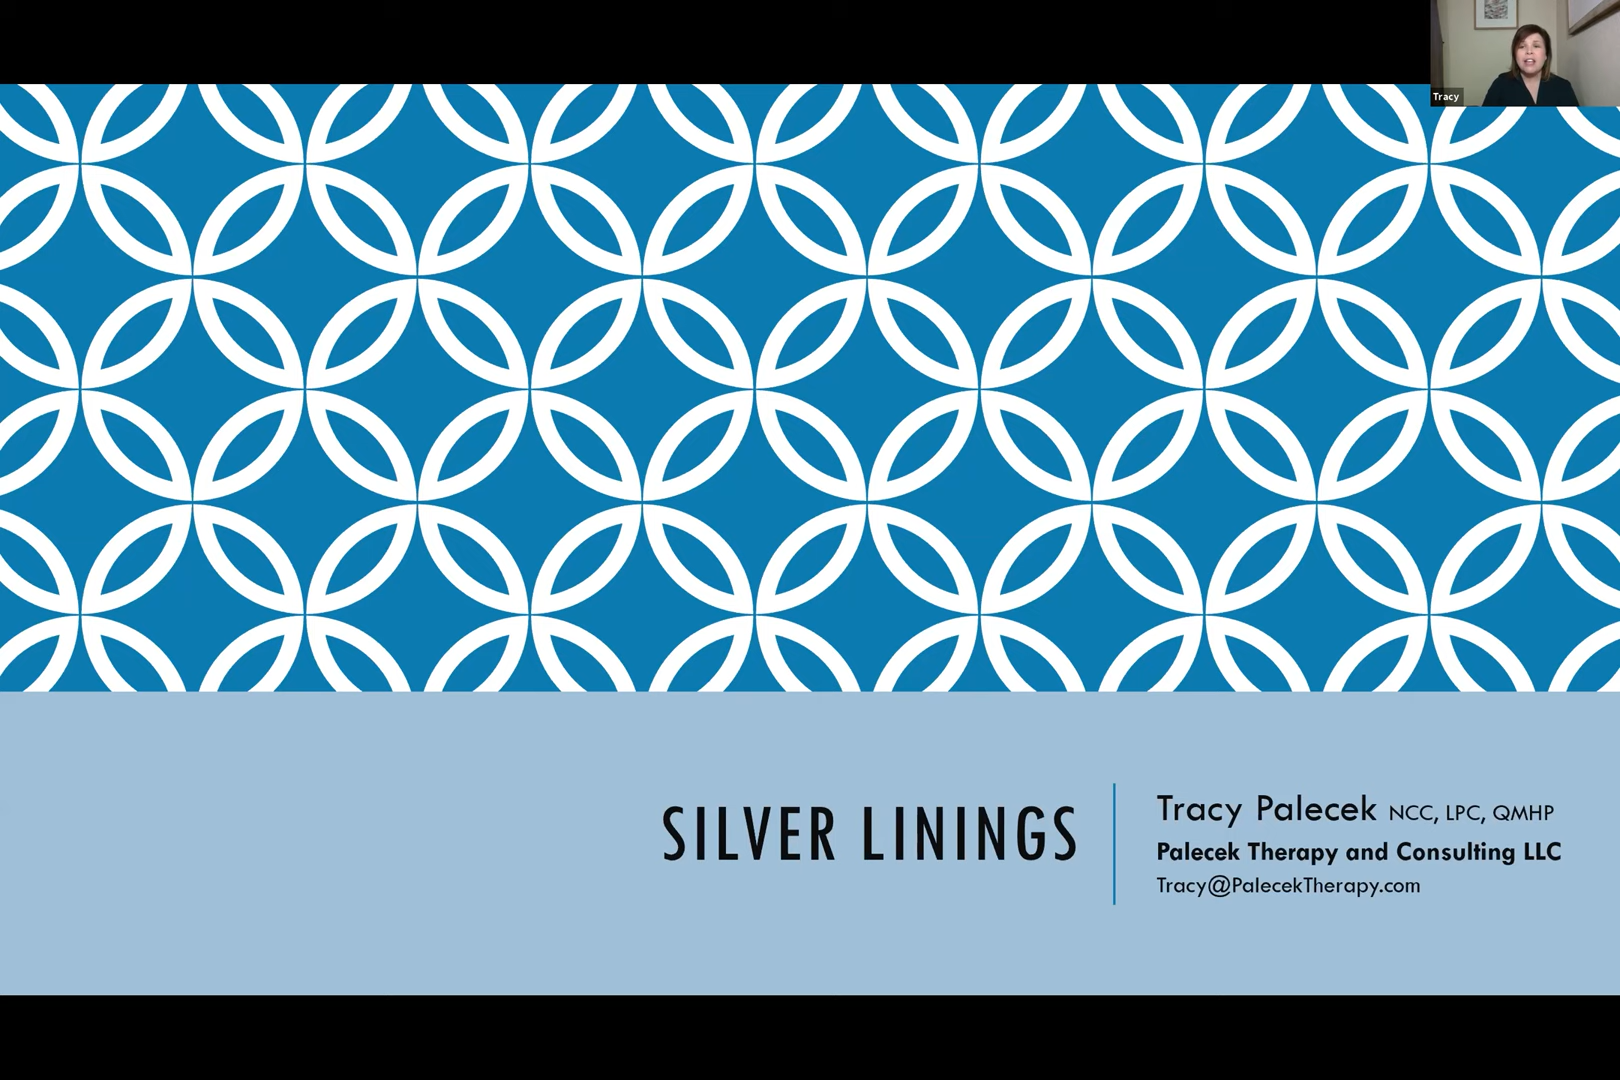 Tracy
SILVER LININGS
Tracy Palecek NCC, LPC, QMHP
Palecek Therapy and Consulting LLC
Tracy@PalecekTherapy.com